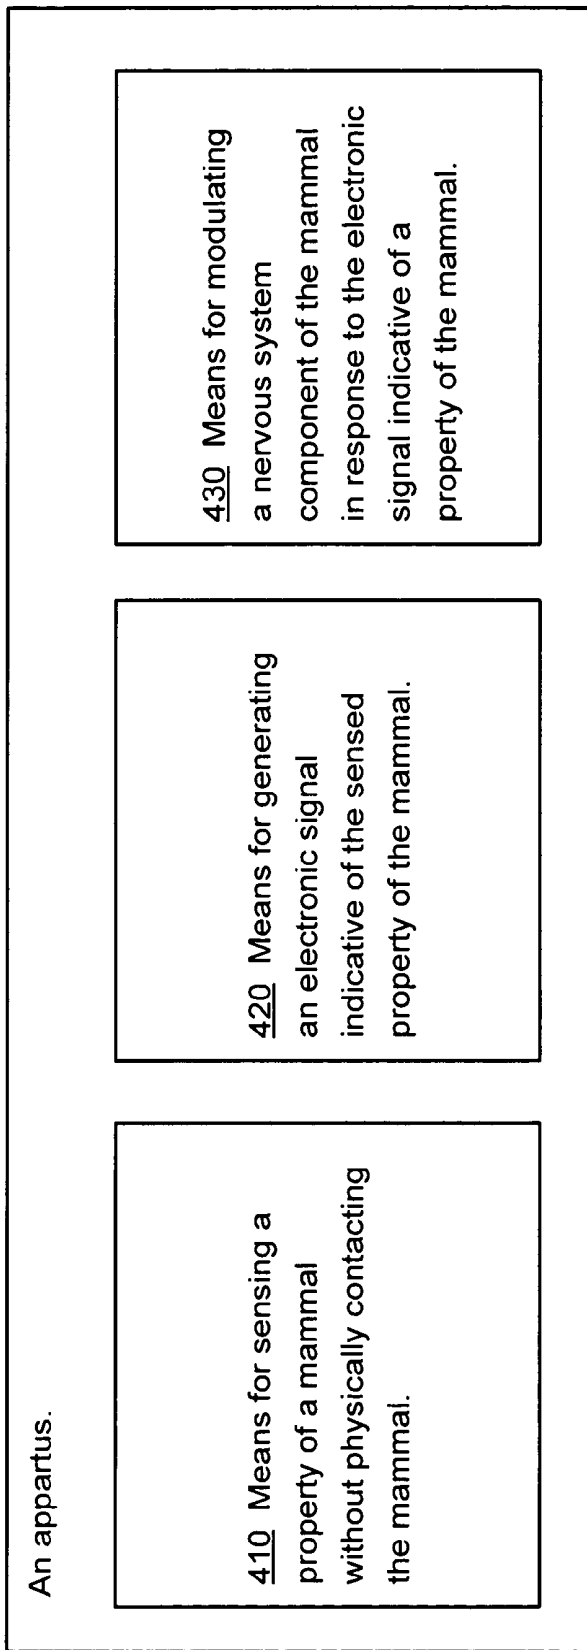 An appartus.
410 Means for sensing a
property of a mammal
without physically contacting
the mammal.
420 Means for generating
an electronic signal
indicative of the sensed
property of the mammal.
430 Means for modulating
a nervous system
component of the mammal
in response to the electronic
signal indicative of a
property of the mammal.